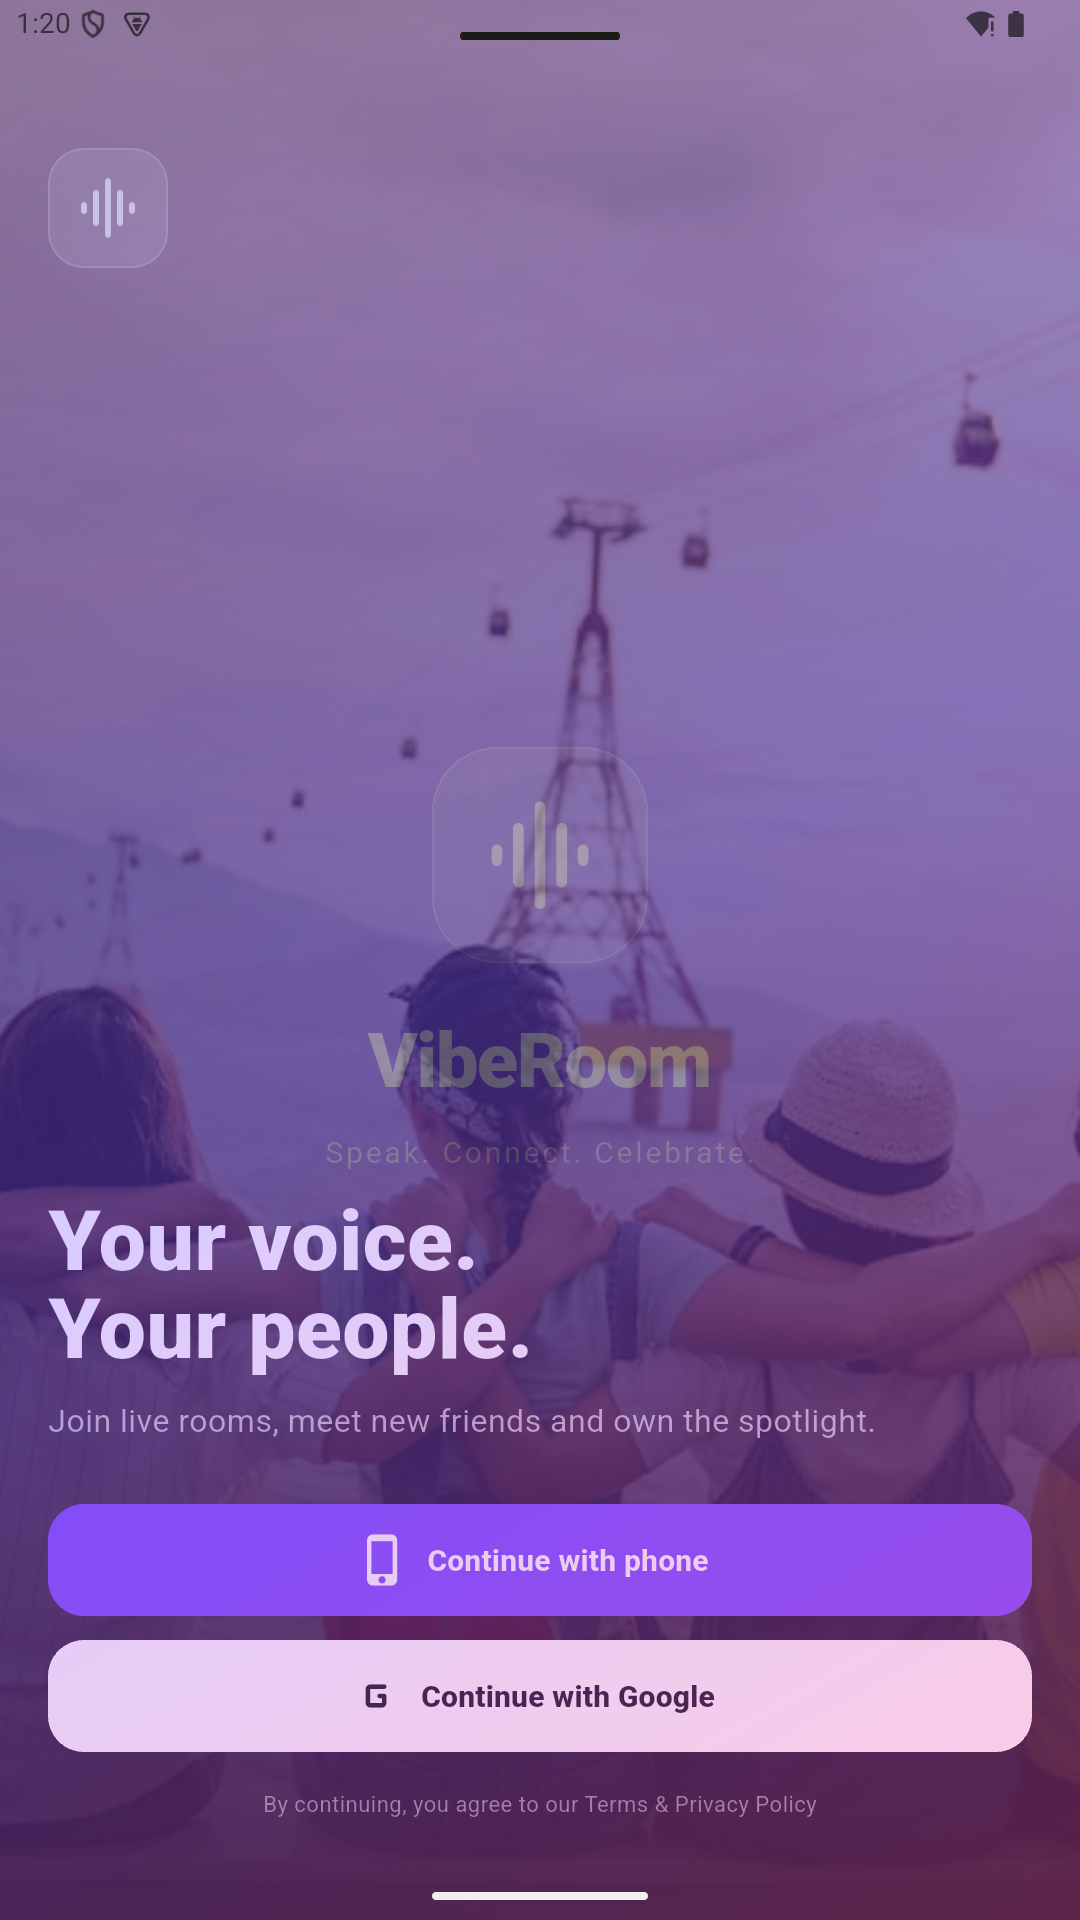 1:20
VibeRoom
Speak. Connect. Celebrate.
Your voice.
Your people.
Join live rooms, meet new friends and own the spotlight.
Continue with phone
G Continue with Google
By continuing, you agree to our Terms & Privacy Policy